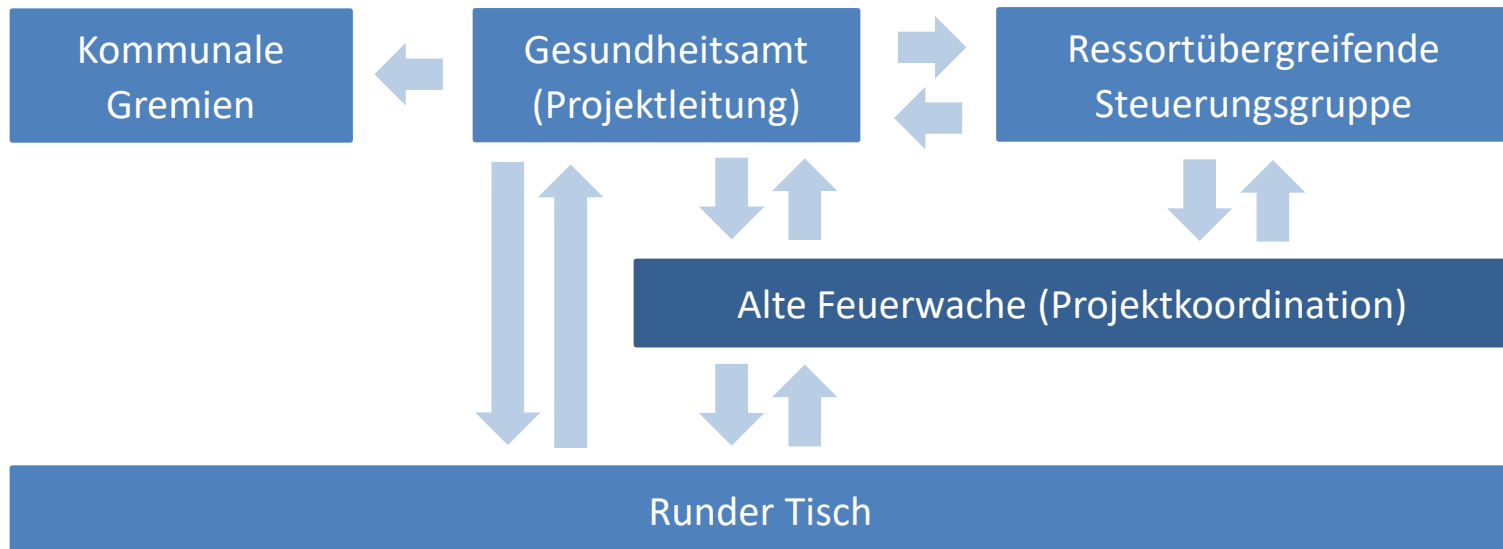 Kommunale
Gremien
Gesundheitsamt
(Projektleitung)
Ressortübergreifende
Steuerungsgruppe
Alte Feuerwache (Projektkoordination)
Runder Tisch